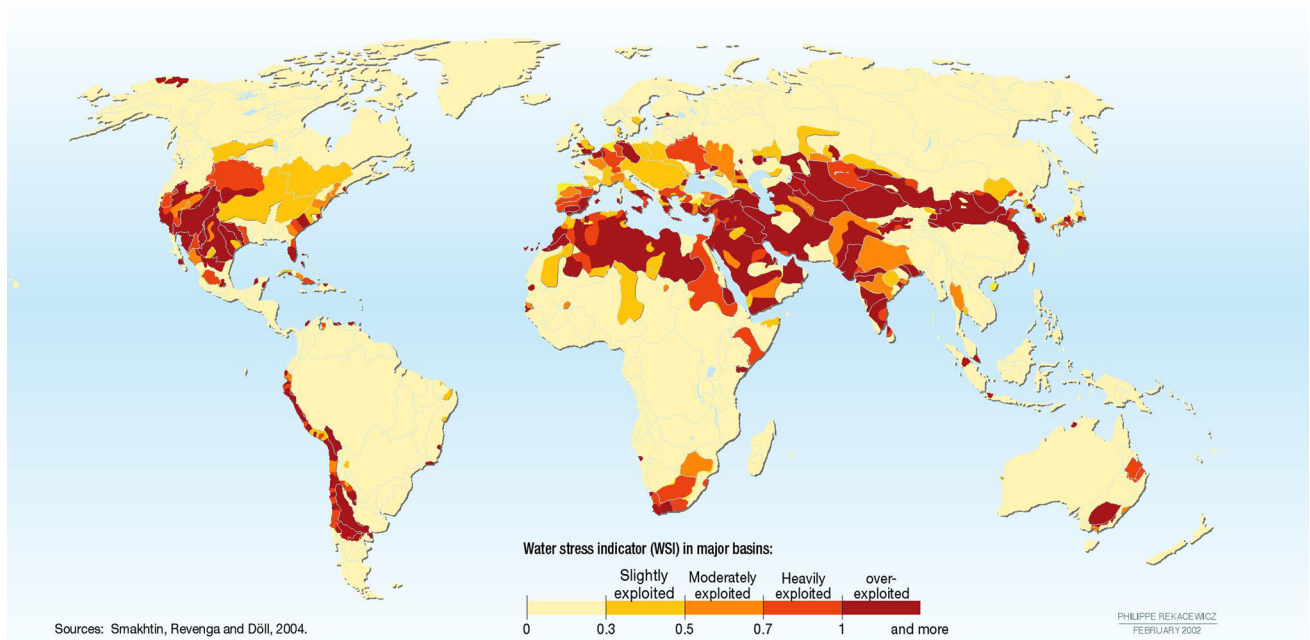 Water stress indicator (WSI) in major basins:
Slightly
exploited
Moderately
exploited
Heavily
exploited
over-
exploited
0
0.3
0.5
0.7
1
and more
Sources: Smakhtin, Revenga and Döll, 2004.
PHILIPPE REKACEWICZ
FEBRUARY 2002